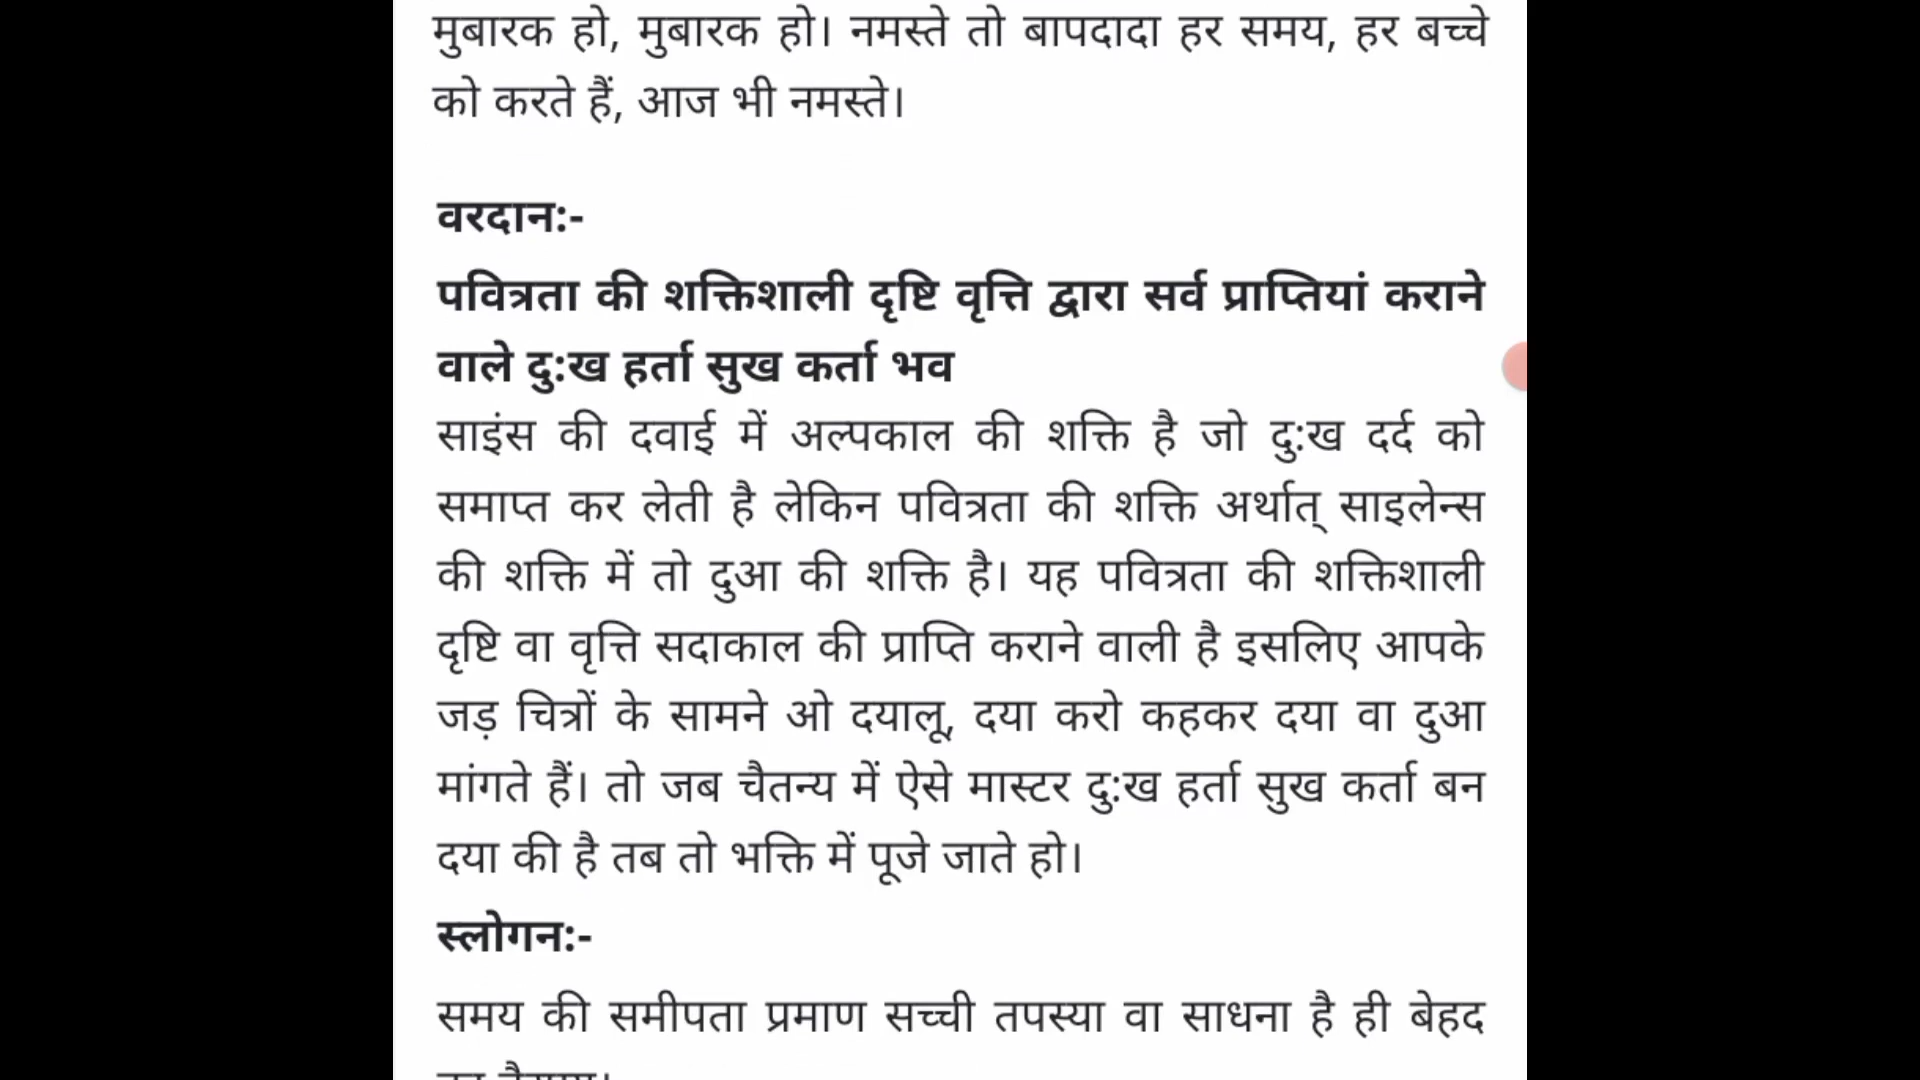 मुबारक हो, मुबारक हो। नमस्ते तो बापदादा हर समय, हर बच्चे
को करते हैं, आज भी नमस्ते।
वरदान:-
पवित्रता की शक्तिशाली दृष्टि वृत्ति द्वारा सर्व प्राप्तियां कराने
वाले दु:ख हर्ता सुख कर्ता भव
साइंस की दवाई में अल्पकाल की शक्ति है जो दु:ख दर्द को
समाप्त कर लेती है लेकिन पवित्रता की शक्ति अर्थात् साइलेन्स
की शक्ति में तो दुआ की शक्ति है। यह पवित्रता की शक्तिशाली
दृष्टि वा वृत्ति सदाकाल की प्राप्ति कराने वाली है इसलिए आपके
जड़ चित्रों के सामने ओ दयालू, दया करो कहकर दया वा दुआ
मांगते हैं। तो जब चैतन्य में ऐसे मास्टर दु:ख हर्ता सुख कर्ता बन
दया की है तब तो भक्ति में पूजे जाते हो।
स्लोगन:-
समय की समीपता प्रमाण सच्ची तपस्या वा साधना है ही बेहद